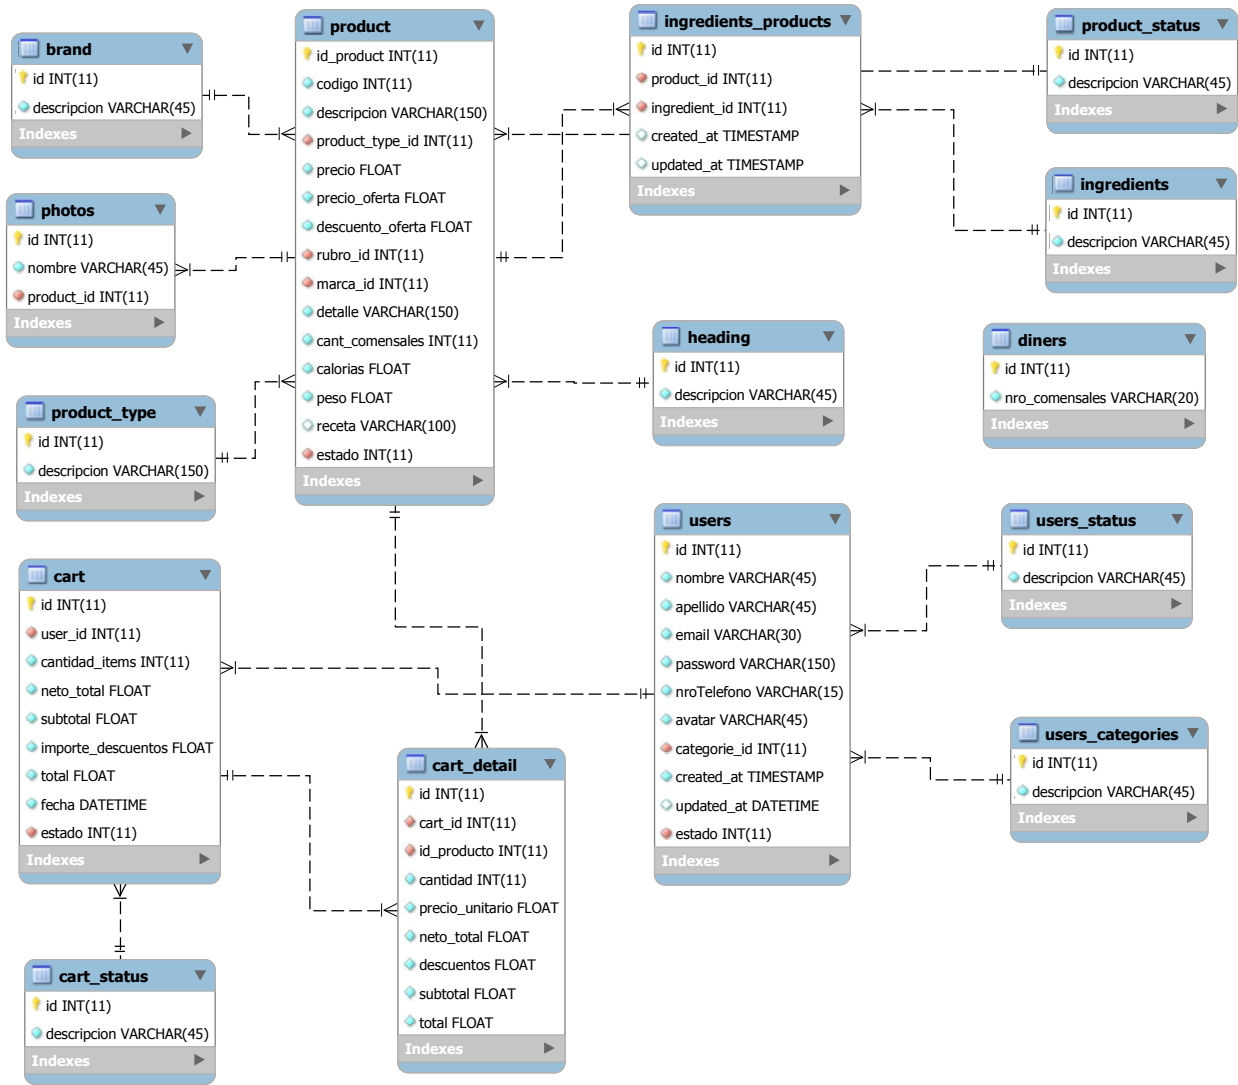 brand
id INT(11)
descripcion VARCHAR(45)
Indexes
photos
id INT(11)
nombre VARCHAR(45)
product_id INT(11)
Indexes
product_type
id INT(11)
descripcion VARCHAR(150)
Indexes
product
id_product INT(11)
codigo INT(11)
descripcion VARCHAR(150)
product_type_id INT(11)
precio FLOAT
precio_oferta FLOAT
descuento_oferta FLOAT
rubro_id INT(11)
marca_id INT(11)
detalle VARCHAR(150)
cant_comensales INT(11)
calorias FLOAT
peso FLOAT
receta VARCHAR(100)
estado INT(11)
Indexes
ingredients_products
id INT(11)
product_id INT(11)
ingredient_id INT(11)
created_at TIMESTAMP
updated_at TIMESTAMP
Indexes
product_status
id INT(11)
descripcion VARCHAR(45)
Indexes
ingredients
id INT(11)
descripcion VARCHAR(45)
Indexes
heading
id INT(11)
descripcion VARCHAR(45)
Indexes
diners
id INT(11)
nro_comensales VARCHAR(20)
Indexes
cart
id INT(11)
user_id INT(11)
cantidad_items INT(11)
neto_total FLOAT
subtotal FLOAT
importe_descuentos FLOAT
total FLOAT
fecha DATETIME
estado INT(11)
Indexes
cart_status
id INT(11)
descripcion VARCHAR(45)
Indexes
cart_detail
id INT(11)
cart_id INT(11)
id_producto INT(11)
cantidad INT(11)
precio_unitario FLOAT
neto_total FLOAT
descuentos FLOAT
subtotal FLOAT
total FLOAT
Indexes
users
id INT(11)
nombre VARCHAR(45)
apellido VARCHAR(45)
email VARCHAR(30)
password VARCHAR(150)
nroTelefono VARCHAR(15)
avatar VARCHAR(45)
categorie_id INT(11)
created_at TIMESTAMP
updated_at DATETIME
estado INT(11)
Indexes
users_status
id INT(11)
descripcion VARCHAR(45)
Indexes
users_categories
id INT(11)
descripcion VARCHAR(45)
Indexes